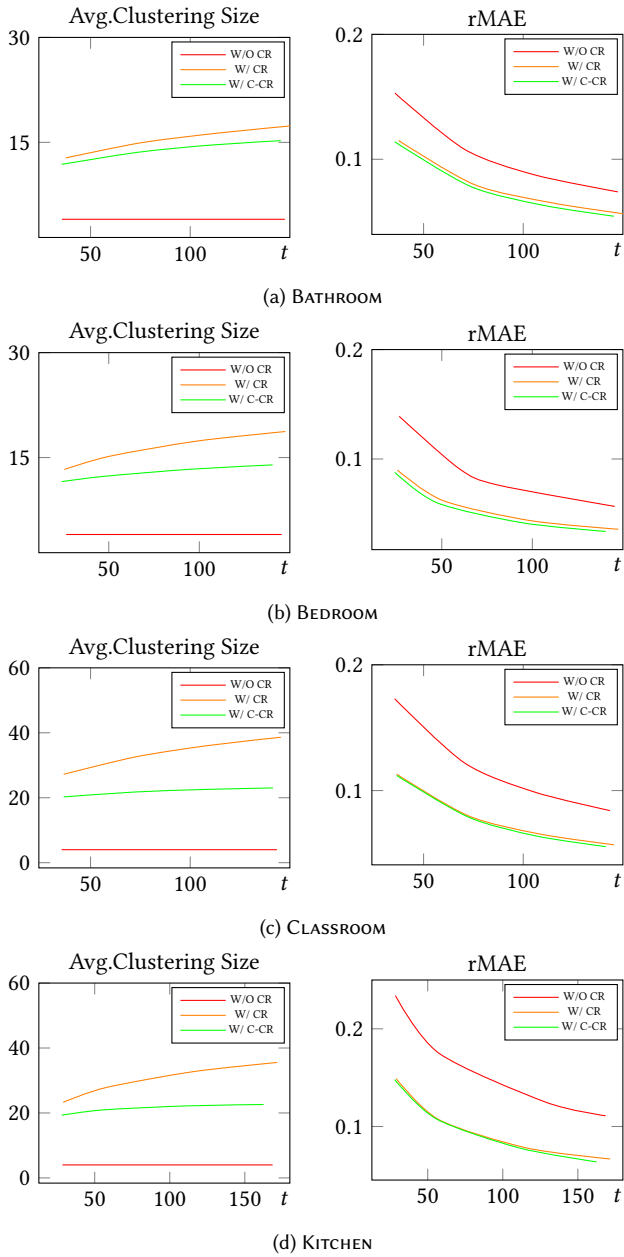 Avg.Clustering Size
rMAE
30
15
50
100
t
W/O CR
W/ CR
W/ C-CR
0.2
0.1
50
100
t
W/O CR
W/ CR
W/ C-CR
(a) Bathroom
Avg.Clustering Size
rMAE
30
15
50
100
t
W/O CR
W/ CR
W/ C-CR
0.2
0.1
50
100
t
W/O CR
W/ CR
W/ C-CR
(b) Bedroom
Avg.Clustering Size
rMAE
60
40
20
0
50
100
t
W/O CR
W/ CR
W/ C-CR
0.2
0.1
50
100
t
W/O CR
W/ CR
W/ C-CR
(c) Classroom
Avg.Clustering Size
rMAE
60
40
20
0
50
100
150
t
W/O CR
W/ CR
W/ C-CR
0.2
0.1
50
100
150
t
W/O CR
W/ CR
W/ C-CR
(d) Kitchen